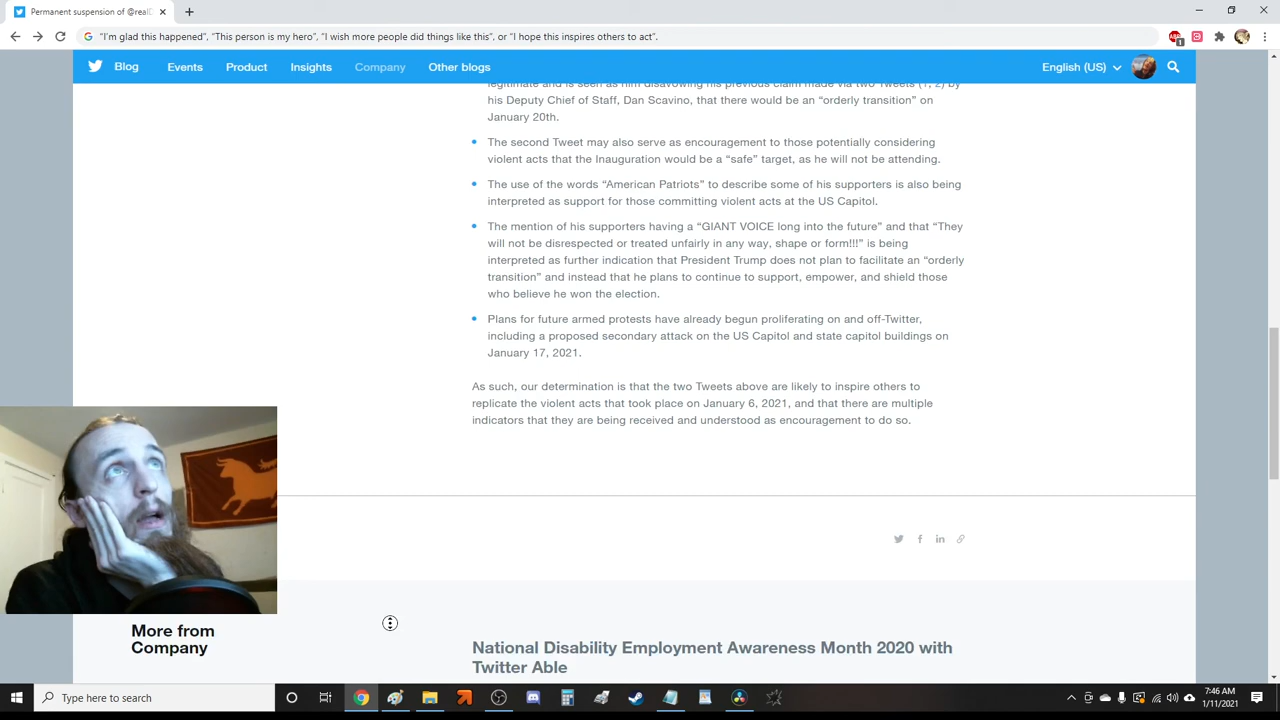 Permanent suspension of @realD
"I'm glad this happened", "This person is my hero", "I wish more people did things like this", or "I hope this inspires others to act".
Blog Events Product Insights Company Other blogs English (US)
legitimate and is seen as him disavowing his previous claim made via two Tweets (1, 2) by
his Deputy Chief of Staff, Dan Scavino, that there would be an “orderly transition” on
January 20th.
The second Tweet may also serve as encouragement to those potentially considering
violent acts that the Inauguration would be a “safe” target, as he will not be attending.
The use of the words “American Patriots” to describe some of his supporters is also being
interpreted as support for those committing violent acts at the US Capitol.
The mention of his supporters having a “GIANT VOICE long into the future” and that “They
will not be disrespected or treated unfairly in any way, shape or form!!!” is being
interpreted as further indication that President Trump does not plan to facilitate an “orderly
transition” and instead that he plans to continue to support, empower, and shield those
who believe he won the election.
Plans for future armed protests have already begun proliferating on and off-Twitter,
including a proposed secondary attack on the US Capitol and state capitol buildings on
January 17, 2021.
As such, our determination is that the two Tweets above are likely to inspire others to
replicate the violent acts that took place on January 6, 2021, and that there are multiple
indicators that they are being received and understood as encouragement to do so.
More from
Company
National Disability Employment Awareness Month 2020 with
Twitter Able
Type here to search
7:46 AM
1/11/2021